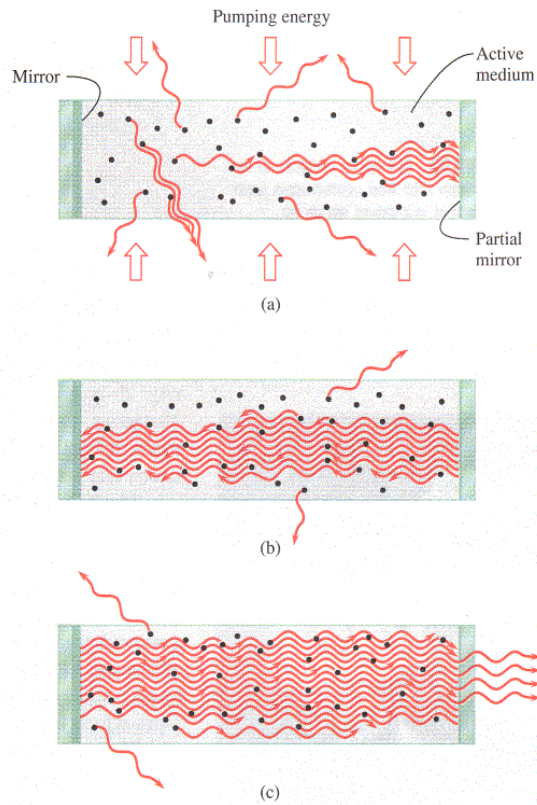 Pumping energy
Mirror
Active
medium
Partial
mirror
(a)
(b)
(c)